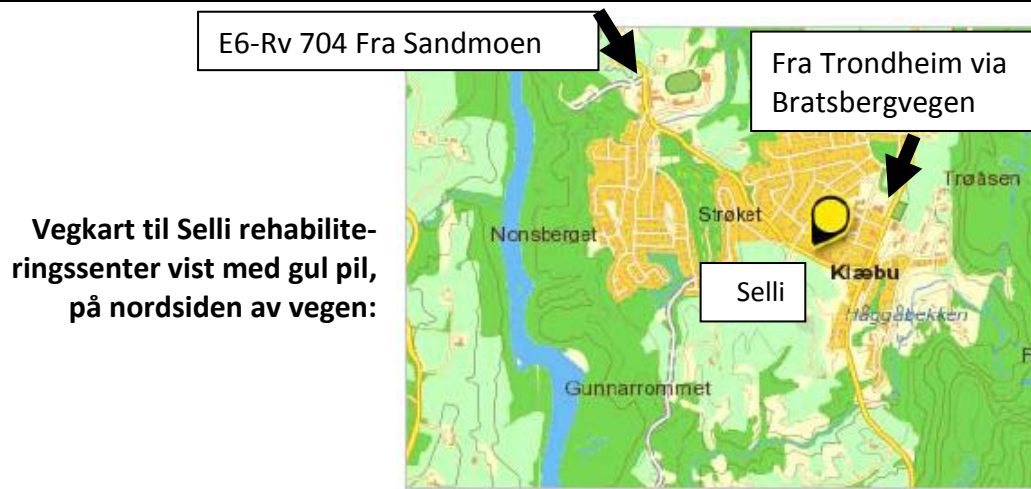 E6-Rv 704 Fra Sandmoen
Fra Trondheim via
Bratsbergvegen
Vegkart til Selli rehabilite-
ringssenter vist med gul pil,
på nordsiden av vegen:
Trøåsen
Strøket
Nonsberget
Klæbu
Selli
Håggåbekken
Gunnarrommet